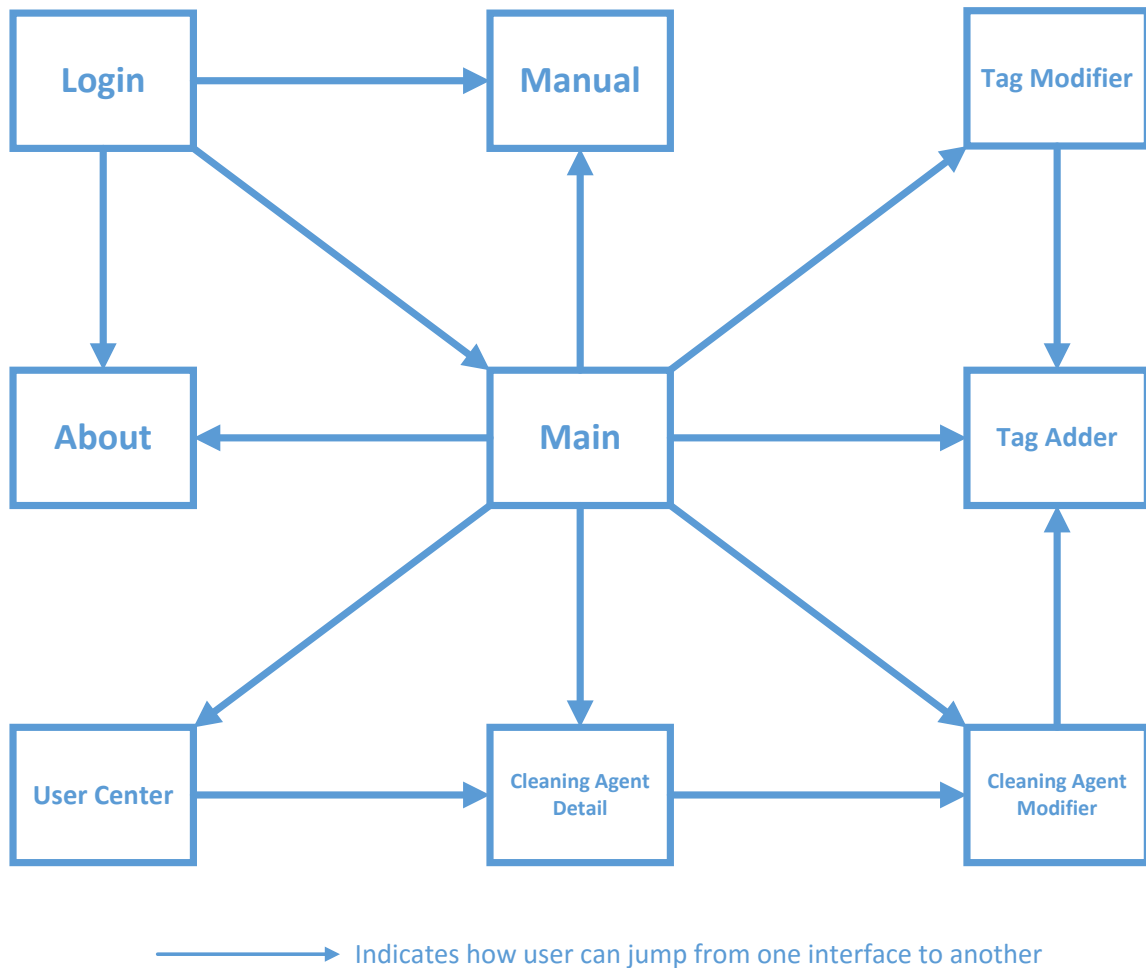 Login
Manual
Tag Modifier
About
Main
Tag Adder
User Center
Cleaning Agent
Detail
Cleaning Agent
Modifier
Indicates how user can jump from one interface to another